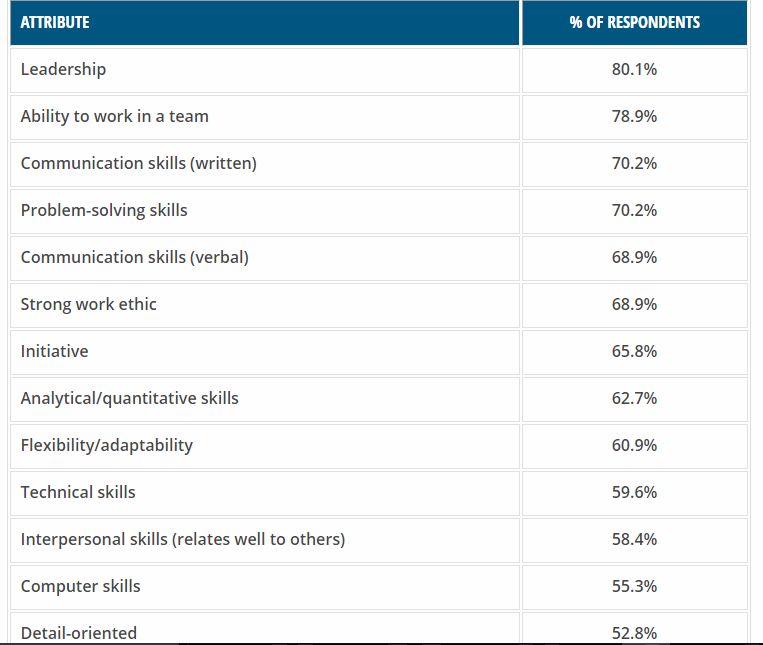 ATTRIBUTE % OF RESPONDENTS
Leadership 80.1%
Ability to work in a team 78.9%
Communication skills (written) 70.2%
Problem-solving skills 70.2%
Communication skills (verbal) 68.9%
Strong work ethic 68.9%
Initiative 65.8%
Analytical/quantitative skills 62.7%
Flexibility/adaptability 60.9%
Technical skills 59.6%
Interpersonal skills (relates well to others) 58.4%
Computer skills 55.3%
Detail-oriented 52.8%